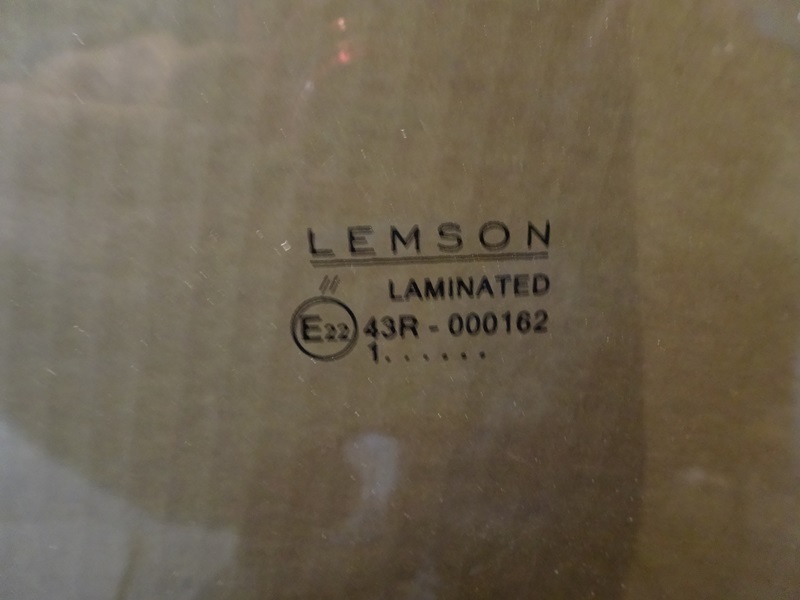 LEMSON
//
LAMINATED
E22 43R - 000162
1......